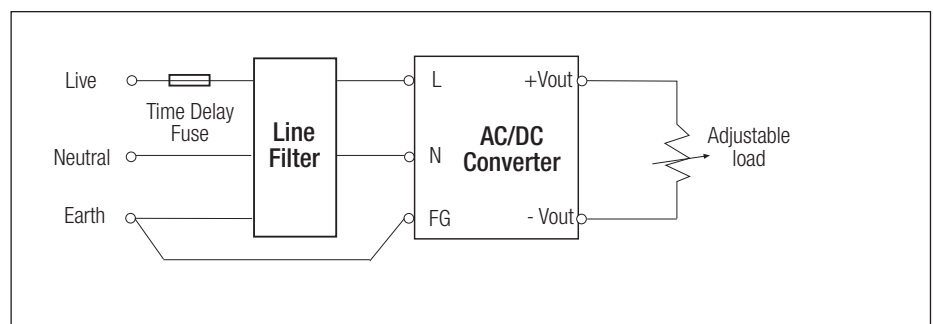 Live
Time Delay
Fuse
Neutral
Earth
Line
Filter
L
N
FG
AC/DC
Converter
+Vout
- Vout
Adjustable
load